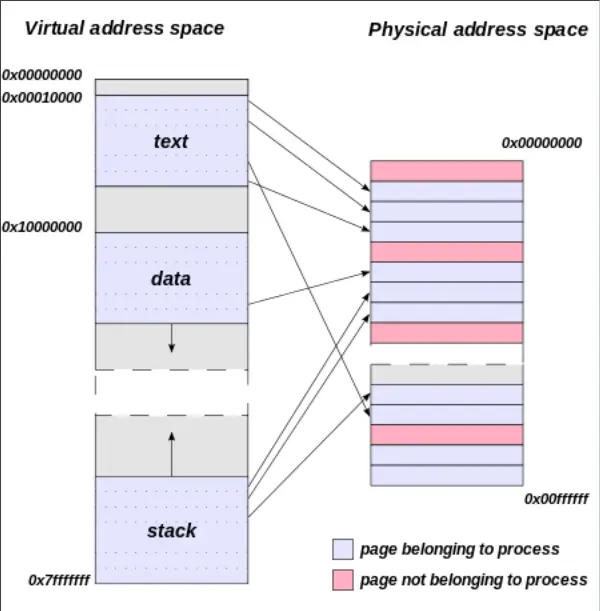 Virtual address space
Physical address space
0x00000000
0x00010000
text
0x00000000
0x10000000
data
stack
0x00ffffff
page belonging to process
0x7fffffff
page not belonging to process